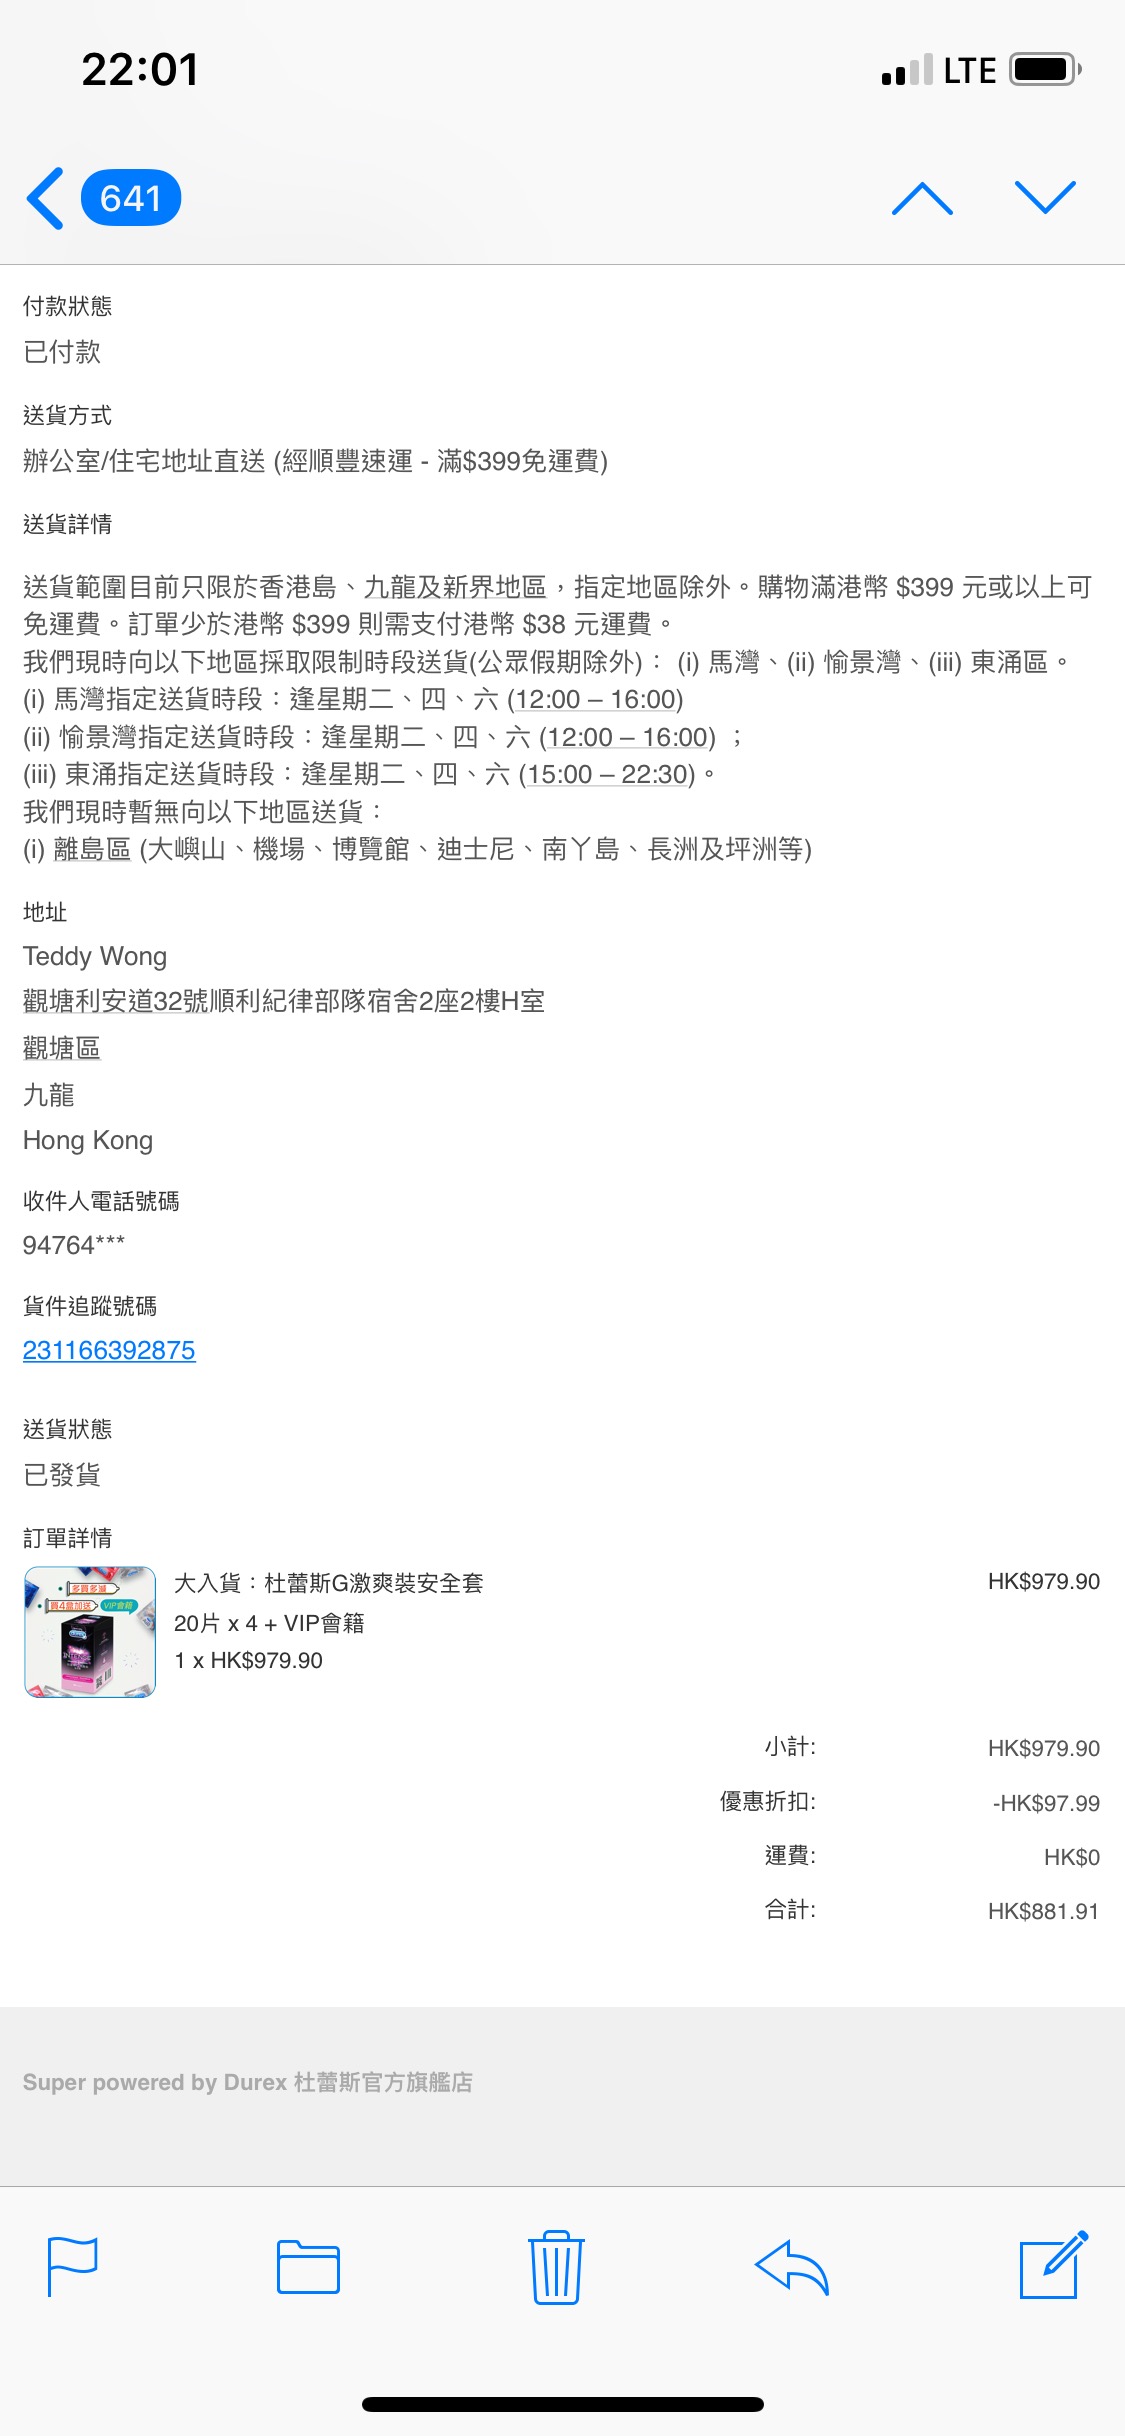 22:01
LTE
641
付款狀態
已付款
送貨方式
辦公室/住宅地址直送 (經順豐速運 - 滿$399免運費)
送貨詳情
送貨範圍目前只限於香港島、九龍及新界地區，指定地區除外。購物滿港幣 $399 元或以上可
免運費。訂單少於港幣 $399 則需支付港幣 $38 元運費。
我們現時向以下地區採取限制時段送貨(公眾假期除外)： (i) 馬灣、(ii) 愉景灣、(iii) 東涌區。
(i) 馬灣指定送貨時段：逢星期二、四、六 (12:00 – 16:00)
(ii) 愉景灣指定送貨時段：逢星期二、四、六 (12:00 – 16:00) ；
(iii) 東涌指定送貨時段：逢星期二、四、六 (15:00 – 22:30)。
我們現時暫無向以下地區送貨：
(i) 離島區 (大嶼山、機場、博覽館、迪士尼、南丫島、長洲及坪洲等)
地址
Teddy Wong
觀塘利安道32號順利紀律部隊宿舍2座2樓H室
觀塘區
九龍
Hong Kong
收件人電話號碼
94764***
貨件追蹤號碼
231166392875
送貨狀態
已發貨
訂單詳情
多買多減
買4盒加送 VIP會籍
大入貨：杜蕾斯G激爽裝安全套 HK$979.90
20片 x 4 + VIP會籍
1 x HK$979.90
小計: HK$979.90
優惠折扣: -HK$97.99
運費: HK$0
合計: HK$881.91
Super powered by Durex 杜蕾斯官方旗艦店